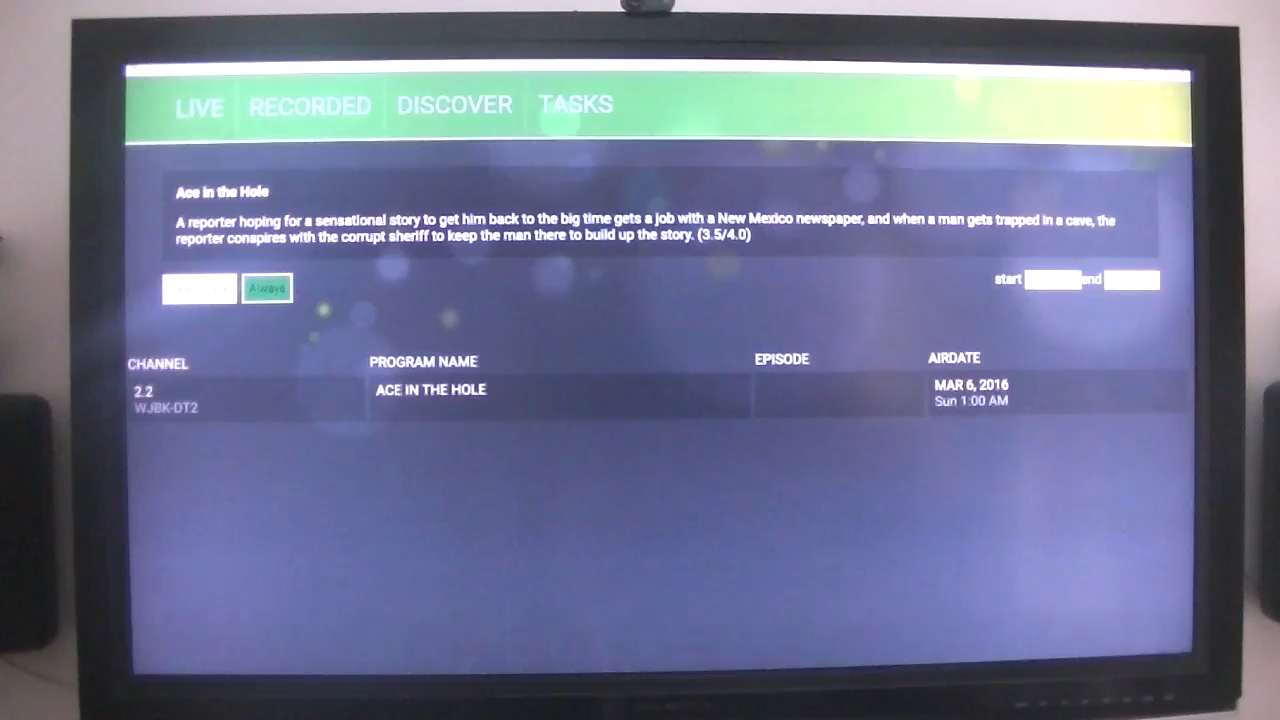 LIVE RECORDED DISCOVER TASKS
Ace in the Hole
A reporter hoping for a sensational story to get him back to the big time gets a job with a New Mexico newspaper, and when a man gets trapped in a cave, the
reporter conspires with the corrupt sheriff to keep the man there to build up the story. (3.5/4.0)
Always start end
CHANNEL PROGRAM NAME EPISODE AIRDATE
2.2 ACE IN THE HOLE MAR 6, 2016
WJBK-DT2 Sun 1:00 AM